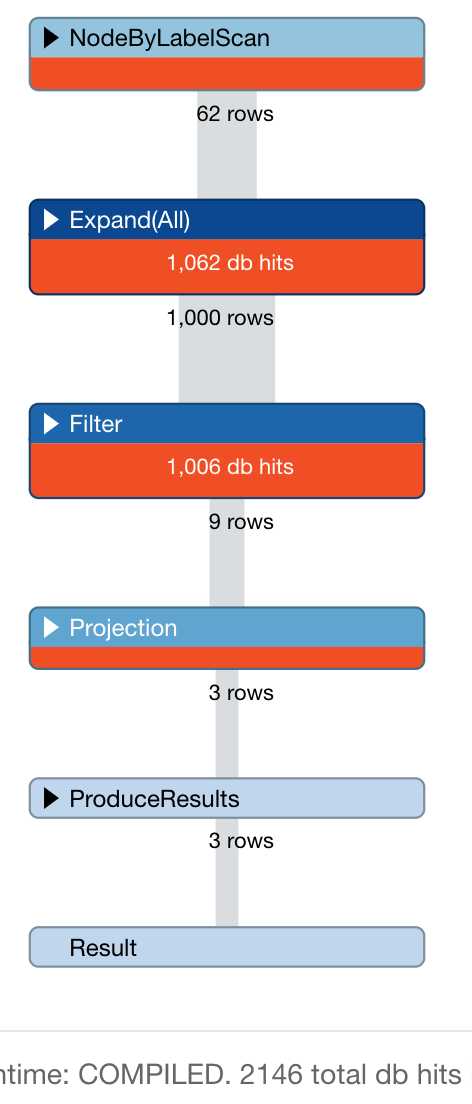 NodeByLabelScan
62 rows
Expand(All)
1,062 db hits
1,000 rows
Filter
1,006 db hits
9 rows
Projection
3 rows
ProduceResults
3 rows
Result
ntime: COMPILED. 2146 total db hits